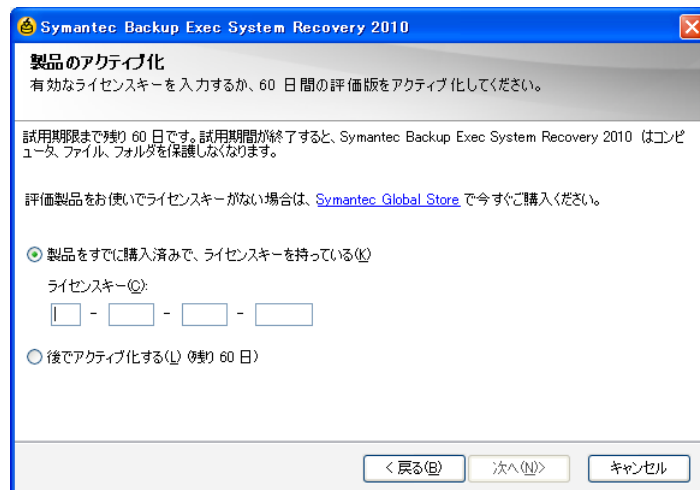 Symantec Backup Exec System Recovery 2010
製品のアクティブ化
有効なライセンスキーを入力するか、60 日間の評価版をアクティブ化してください。
試用期限まで残り 60 日です。試用期間が終了すると、Symantec Backup Exec System Recovery 2010 はコンピ
ュータ、ファイル、フォルダを保護しなくなります。
評価製品をお使いでライセンスキーがない場合は、Symantec Global Store で今すぐご購入ください。
製品をすでに購入済みで、ライセンスキーを持っている(K)
ライセンスキー(C):
- - -
後でアクティブ化する(L) (残り 60 日)
< 戻る(B) 次へ(N)> キャンセル